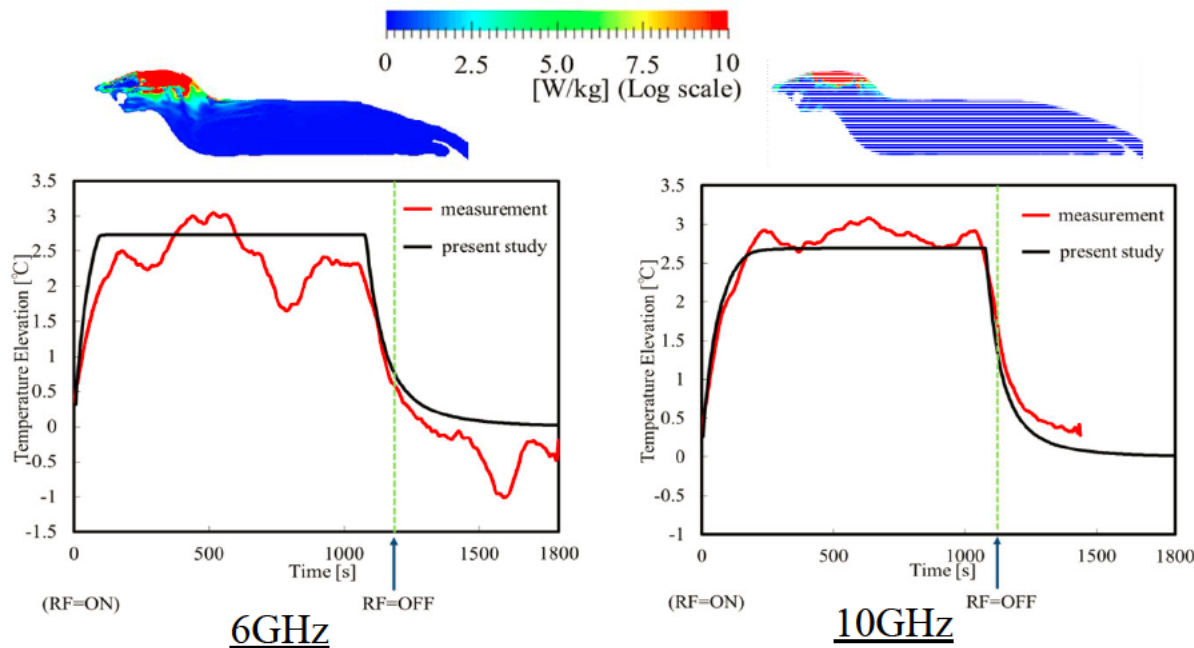 0 2.5 5.0 7.5 10
[W/kg] (Log scale)
3.5
3
2.5
2
1.5
1
0.5
0
-0.5
-1
-1.5
Temperature Elevation [℃]
measurement
present study
0 500 1000 1500 1800
Time [s]
(RF=ON) RF=OFF
6GHz
3.5
3
2.5
2
1.5
1
0.5
0
-0.5
-1
Temperature Elevation [℃]
measurement
present study
0 500 1000 1500 1800
Time [s]
(RF=ON) RF=OFF
10GHz